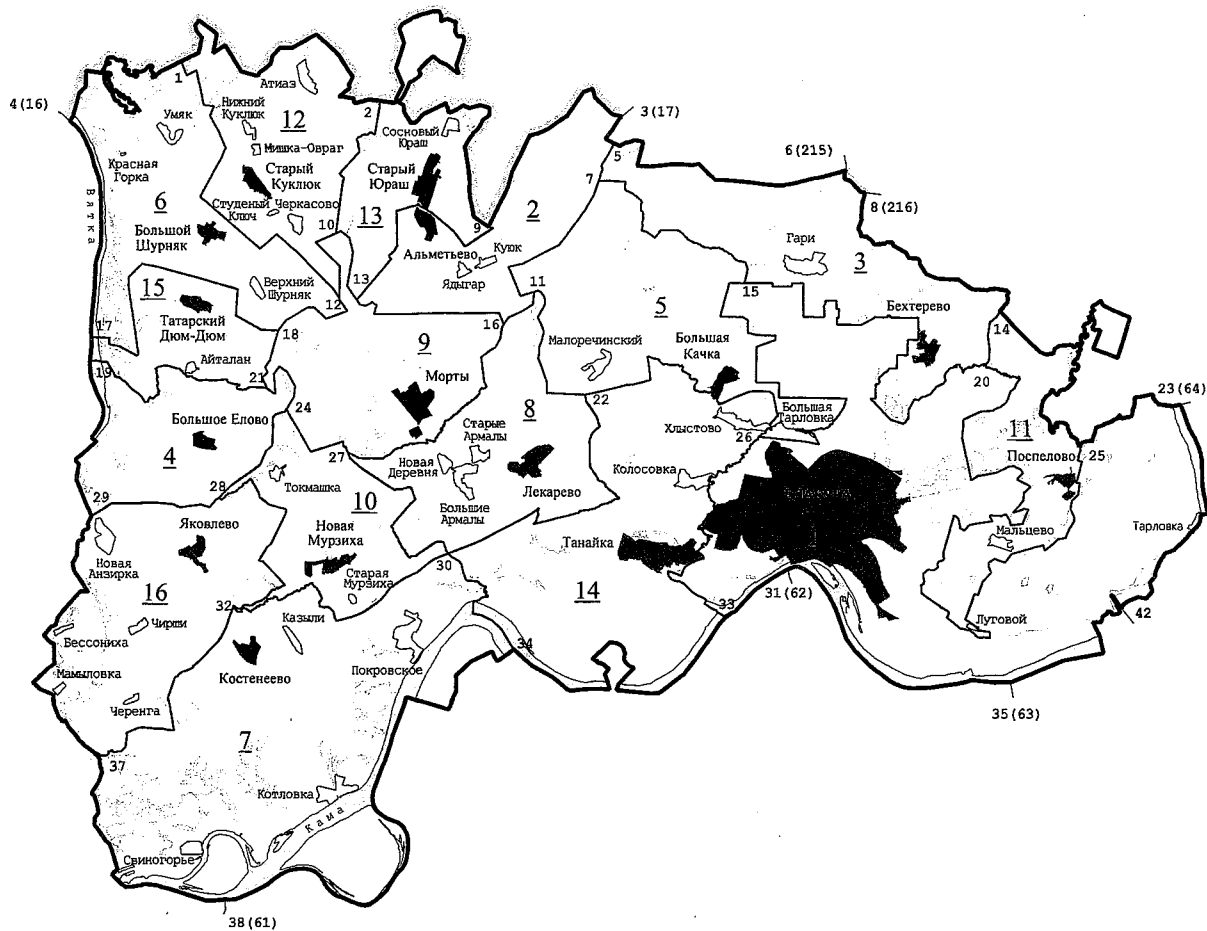 Атиаз
1
4(16)
Умяк
Нижний
Куклюк
12
2
3(17)
Сосновый
Юраш
Мишка-Овраг
5
6(215)
Красная
Горка
Старый
Куклюк
Старый
Юраш
7
8(216)
Вятка
6
Студеный
Ключ
Черкасово
10
13
2
9
Большой
Шурняк
Гари
3
Альметьево
Куюк
Ядыгар
15
Верхний
Шурняк
13
11
15
12
5
Бехтерево
Татарский
Дюм-Дюм
17
18
16
14
Айталан
9
Малоречинский
Большая
Качка
19
21
Морты
20
23(64)
24
8
22
Большое Елово
Хлыстово
Большая
Тарловка
26
11
4
Старые
Армалы
27
Новая
Деревня
Колосовка
Поспелово
25
28
Токмашка
10
Лекарево
29
Большие
Армалы
Яковлево
Новая
Мурзиха
Танайка
Мальцево
Тарловка
Новая
Анзирка
Старая
Мурзиха
30
16
32
14
33
31(62)
42
Казыли
Чирши
Луговой
Бессониха
34
Костенеево
Покровское
Мамыловка
Черенга
35(63)
7
37
Котловка
Кама
Свиногорье
38(61)